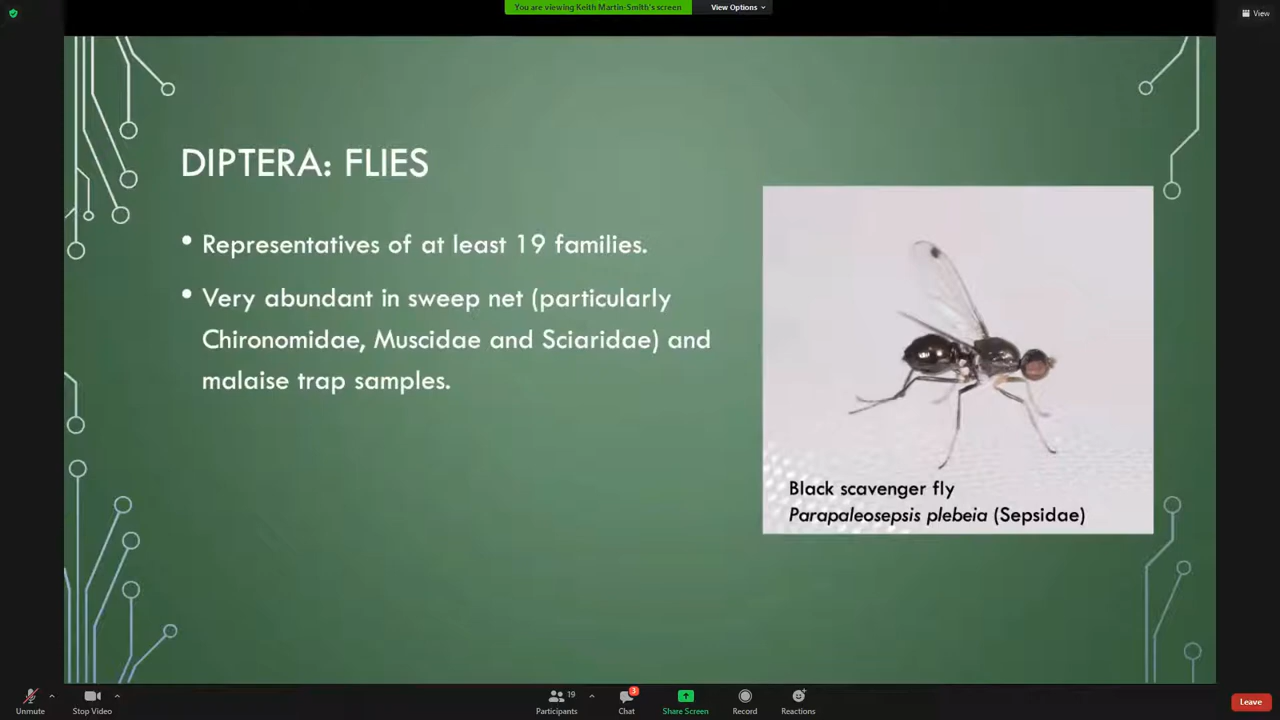 You are viewing Keith Martin-Smith's screen
View Options
View
DIPTERA: FLIES
• Representatives of at least 19 families.
• Very abundant in sweep net (particularly
Chironomidae, Muscidae and Sciaridae) and
malaise trap samples.
Black scavenger fly
Parapaleosepsis plebeia (Sepsidae)
Unmute
Stop Video
19
Participants
3
Chat
Share Screen
Record
Reactions
Leave